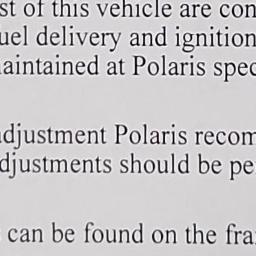 st of this vehicle are con
uel delivery and ignition
aintained at Polaris spec
djustment Polaris recom
djustments should be pe
can be found on the fra